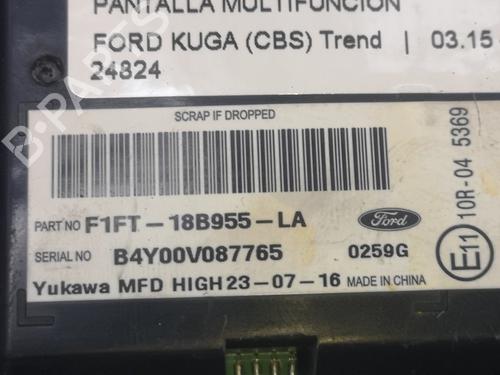 PANTALLA MULTIFUNCION
FORD KUGA (CBS) Trend | 03.15
24824
B-PARTS
SCRAP IF DROPPED
PART NO F1FT-18B955-LA
Ford
SERIAL NO B4Y00V087765 0259G
Yukawa MFD HIGH 23-07-16 MADE IN CHINA
E11 10R-04 5369